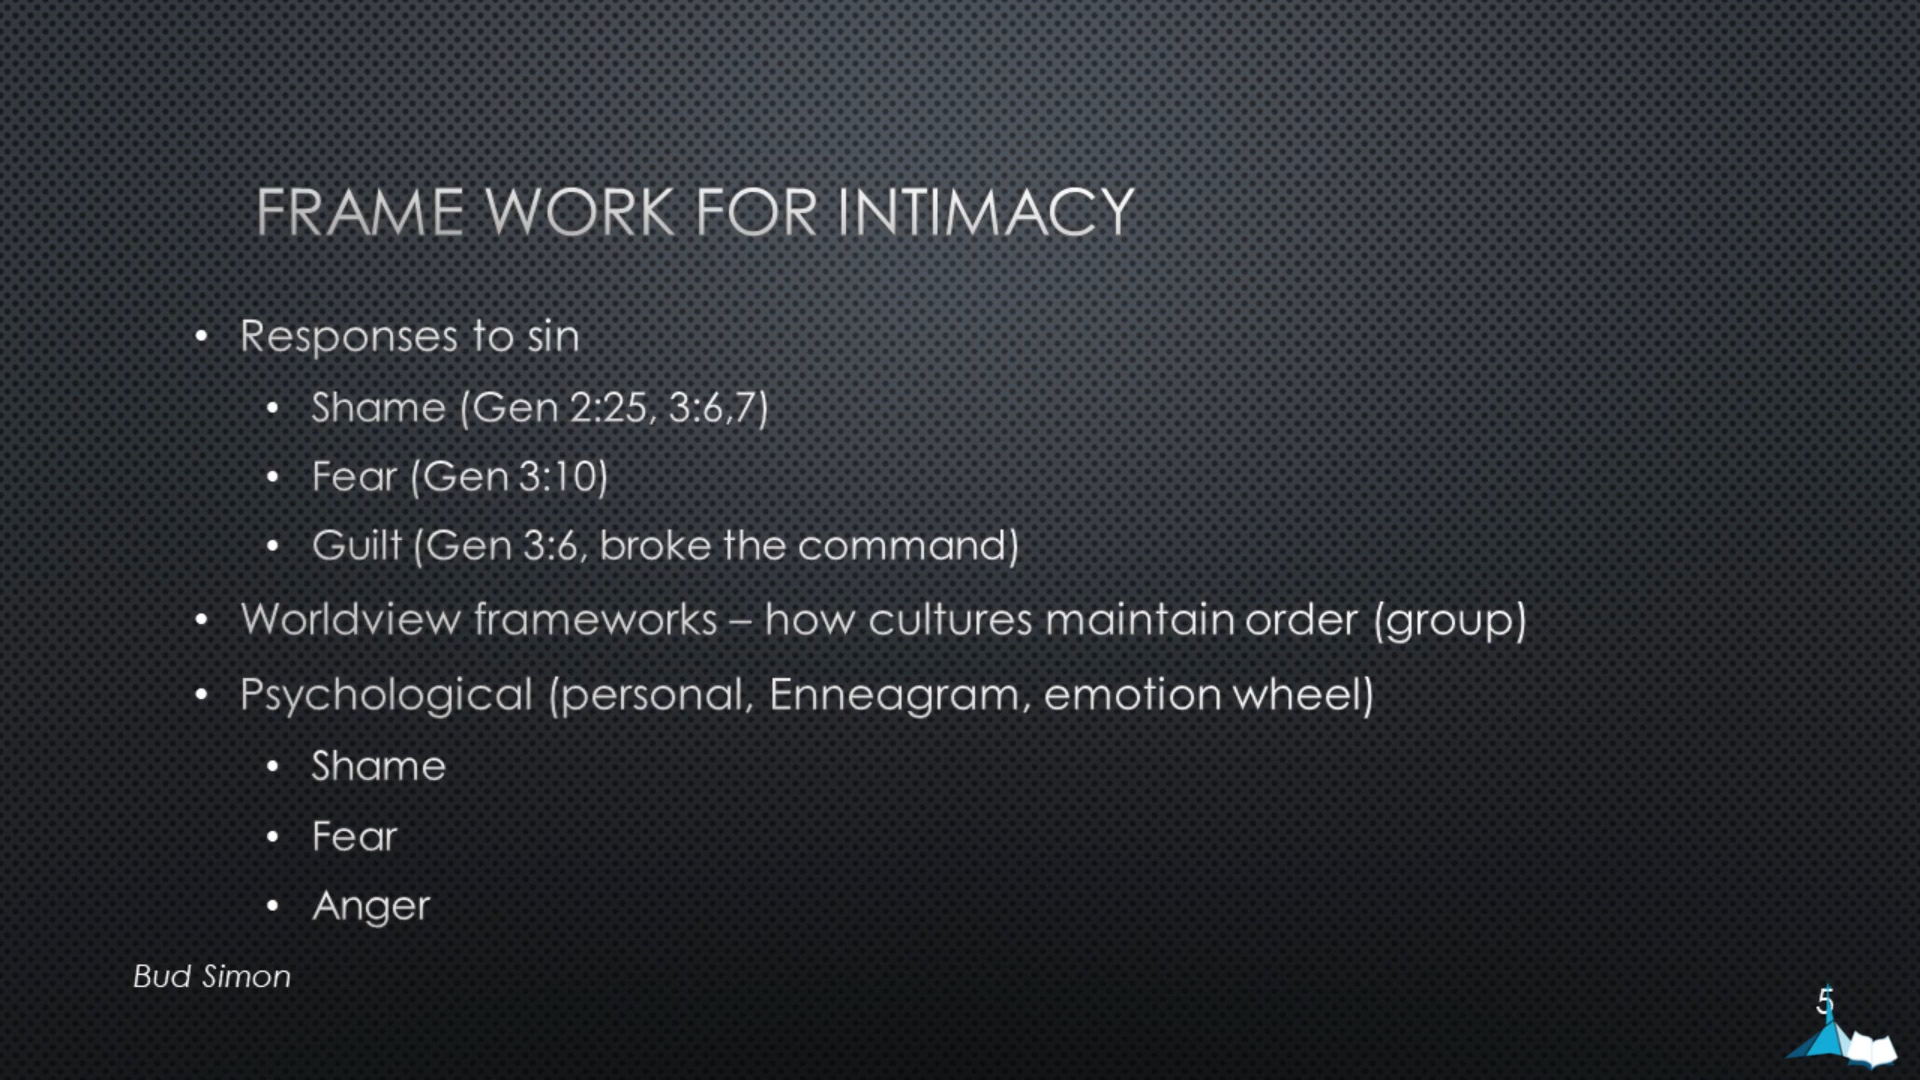 FRAME WORK FOR INTIMACY
• Responses to sin
• Shame (Gen 2:25, 3:6,7)
• Fear (Gen 3:10)
• Guilt (Gen 3:6, broke the command)
• Worldview frameworks – how cultures maintain order (group)
• Psychological (personal, Enneagram, emotion wheel)
• Shame
• Fear
• Anger
Bud Simon
5